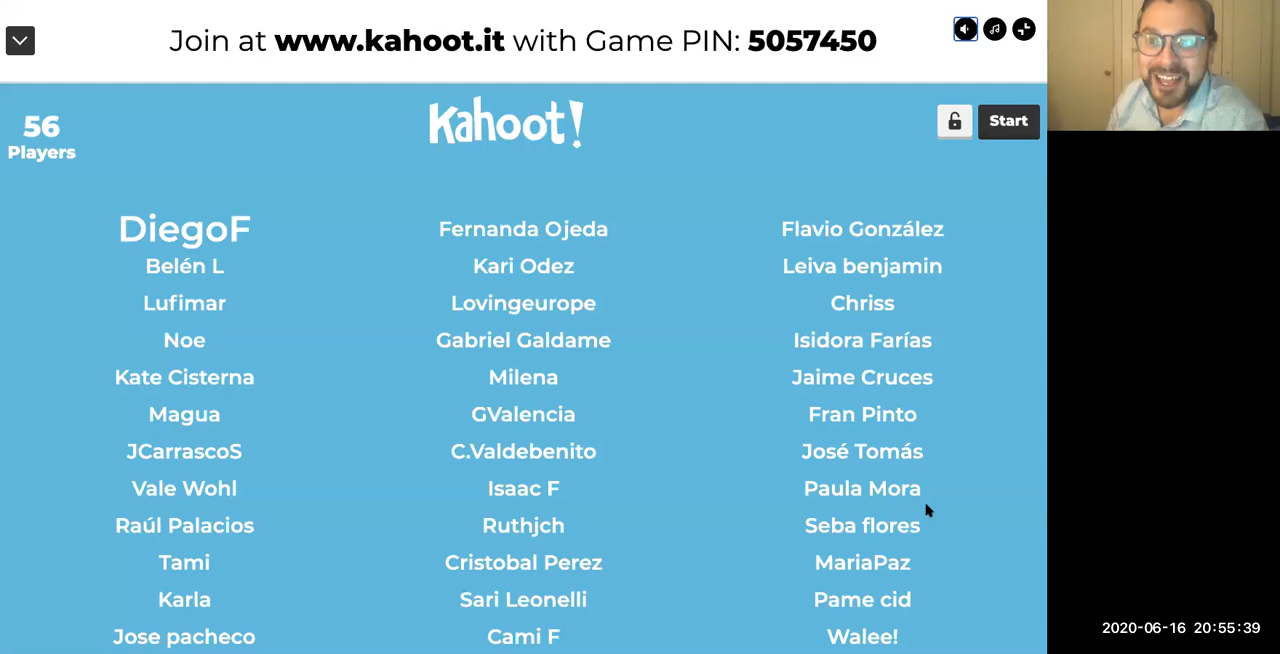 Join at www.kahoot.it with Game PIN: 5057450
56
Players
Kahoot!
Start
DiegoF
Fernanda Ojeda
Flavio González
Belén L
Kari Odez
Leiva benjamin
Lufimar
Lovingeurope
Chriss
Noe
Gabriel Galdame
Isidora Farías
Kate Cisterna
Milena
Jaime Cruces
Magua
GValencia
Fran Pinto
JCarrascoS
C.Valdebenito
José Tomás
Vale Wohl
Isaac F
Paula Mora
Raúl Palacios
Ruthjch
Seba flores
Tami
Cristobal Perez
MariaPaz
Karla
Sari Leonelli
Pame cid
Jose pacheco
Cami F
Walee!
2020-06-16 20:55:39